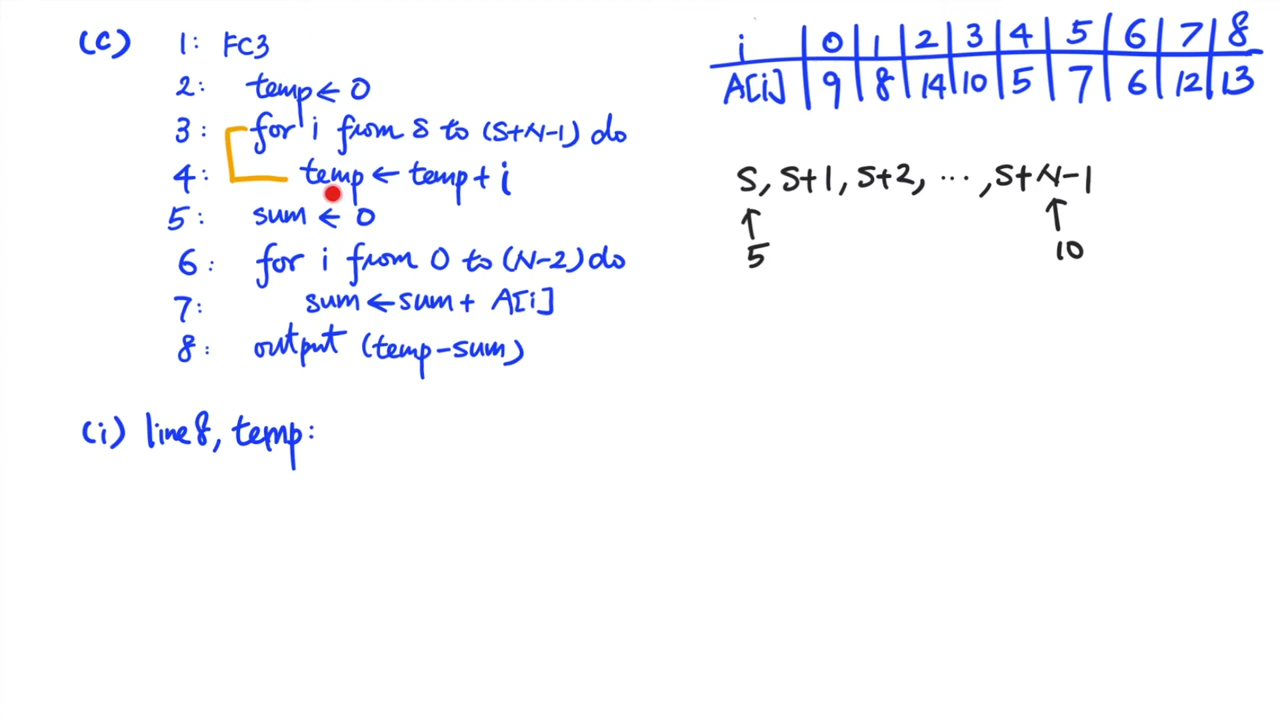 (c) 1: FC3
2: temp ← 0
3: for i from S to (S+N-1) do
4: temp ← temp + i
5: sum ← 0
6: for i from 0 to (N-2) do
7: sum ← sum + A[i]
8: output (temp-sum)
(i) line 8, temp:
i | 0 | 1 | 2 | 3 | 4 | 5 | 6 | 7 | 8
A[i] | 9 | 8 | 14 | 10 | 5 | 7 | 6 | 12 | 13
S, S+1, S+2, ..., S+N-1
↑ ↑
5 10